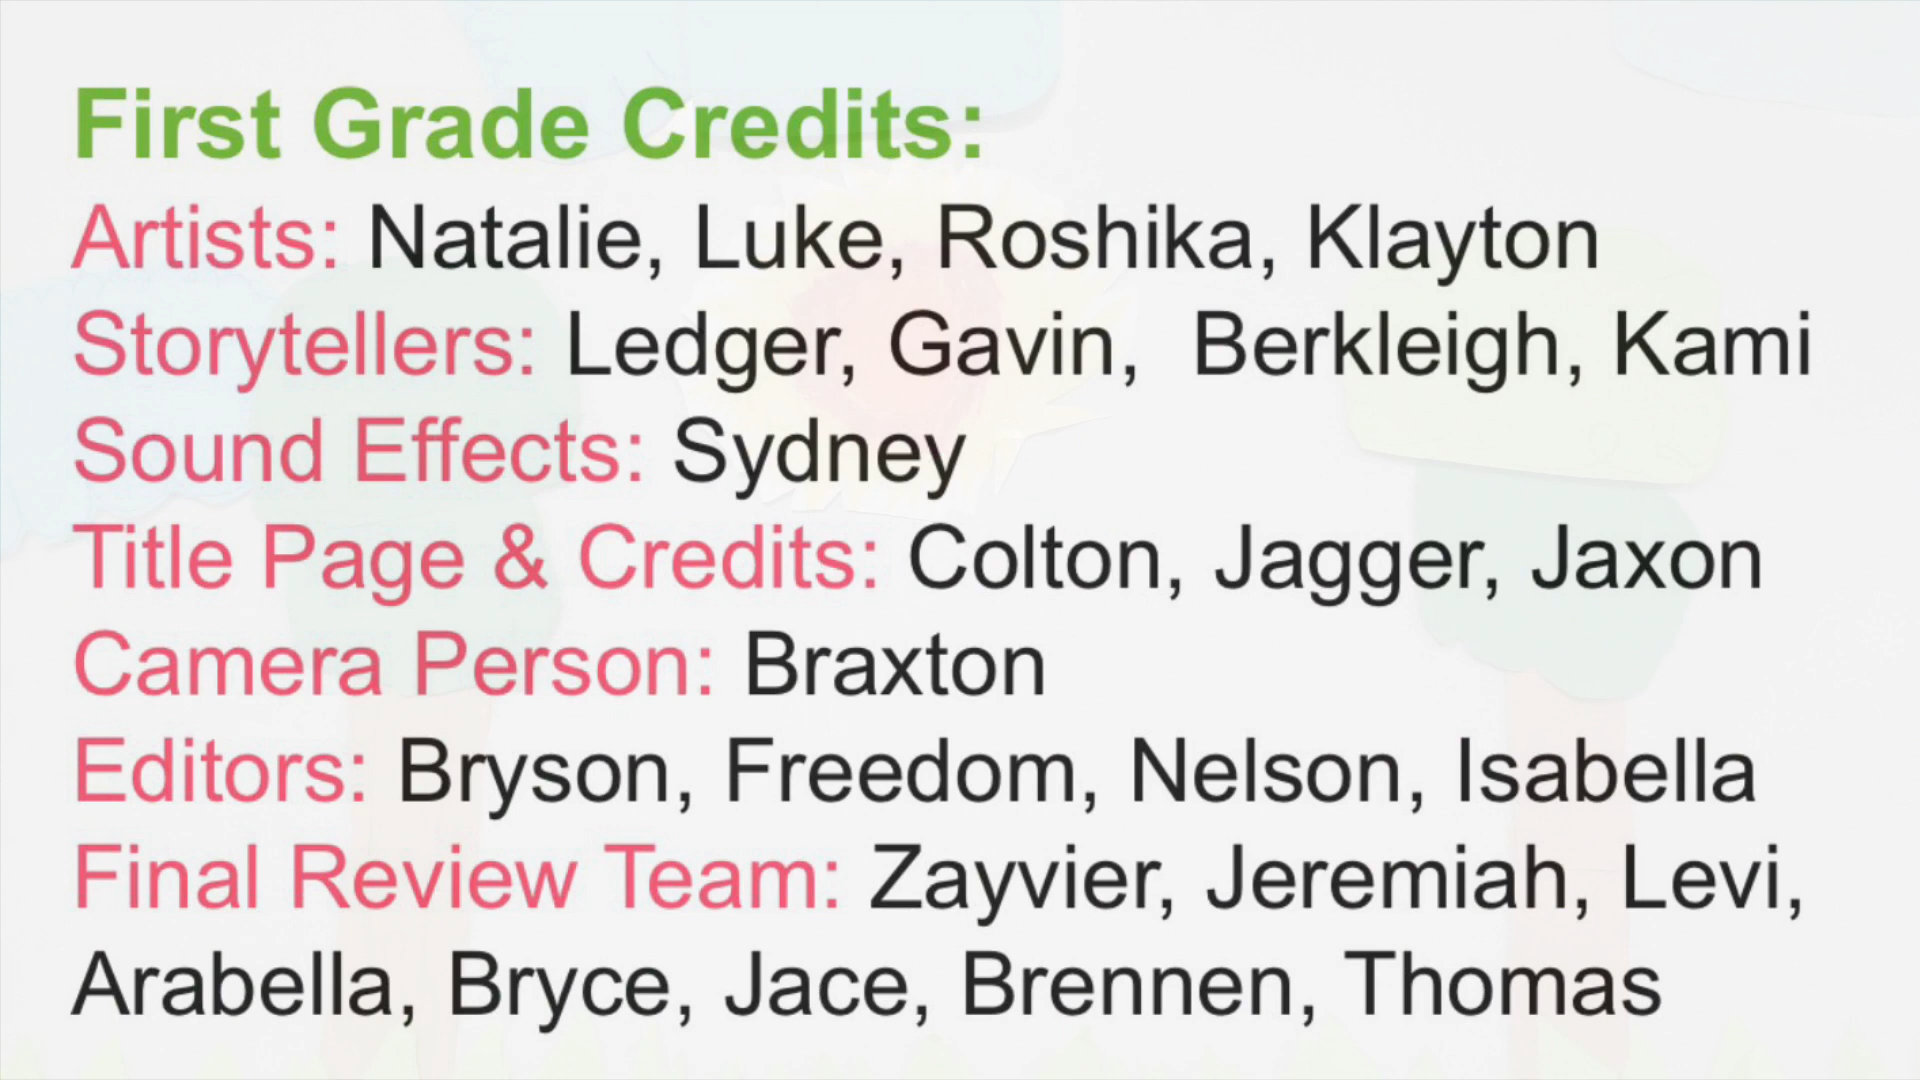 First Grade Credits:
Artists: Natalie, Luke, Roshika, Klayton
Storytellers: Ledger, Gavin,  Berkleigh, Kami
Sound Effects: Sydney
Title Page & Credits: Colton, Jagger, Jaxon
Camera Person: Braxton
Editors: Bryson, Freedom, Nelson, Isabella
Final Review Team: Zayvier, Jeremiah, Levi,
Arabella, Bryce, Jace, Brennen, Thomas